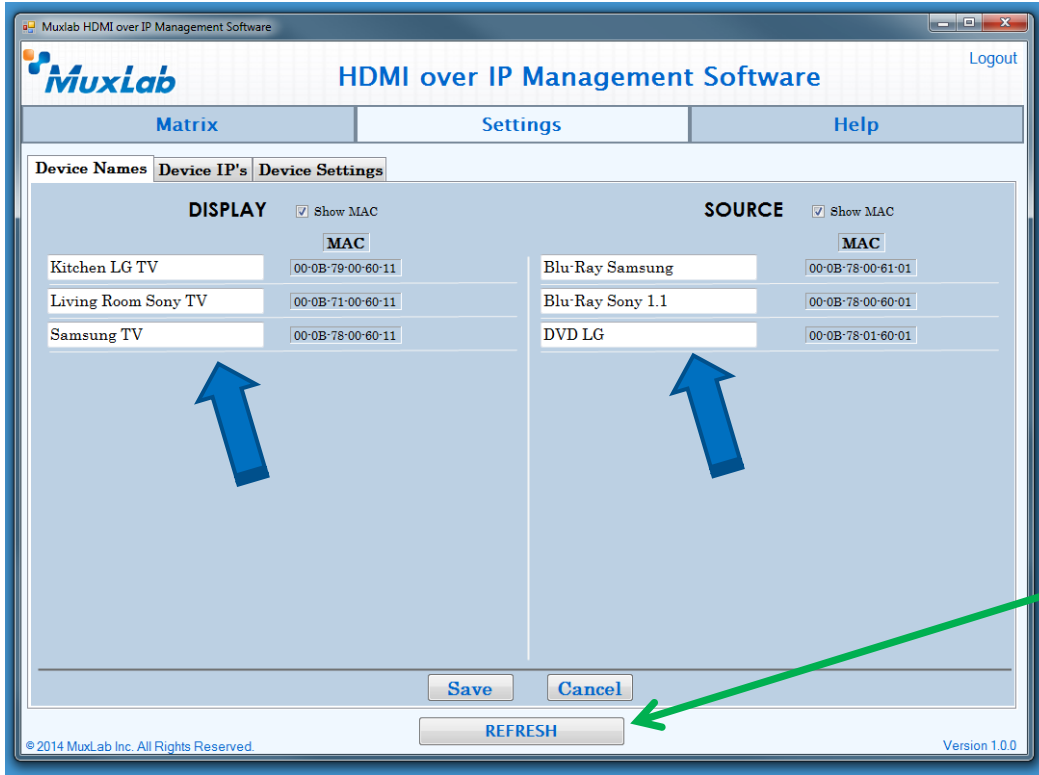 Muxlab HDMI over IP Management Software
MuxLab
HDMI over IP Management Software
Logout
Matrix Settings Help
Device Names Device IP's Device Settings
DISPLAY Show MAC SOURCE Show MAC
MAC MAC
Kitchen LG TV 00-0B-79-00-60-11 Blu-Ray Samsung 00-0B-78-00-61-01
Living Room Sony TV 00-0B-71-00-60-11 Blu-Ray Sony 1.1 00-0B-78-00-60-01
Samsung TV 00-0B-78-00-60-11 DVD LG 00-0B-78-01-60-01
Save Cancel
REFRESH
© 2014 MuxLab Inc. All Rights Reserved. Version 1.0.0